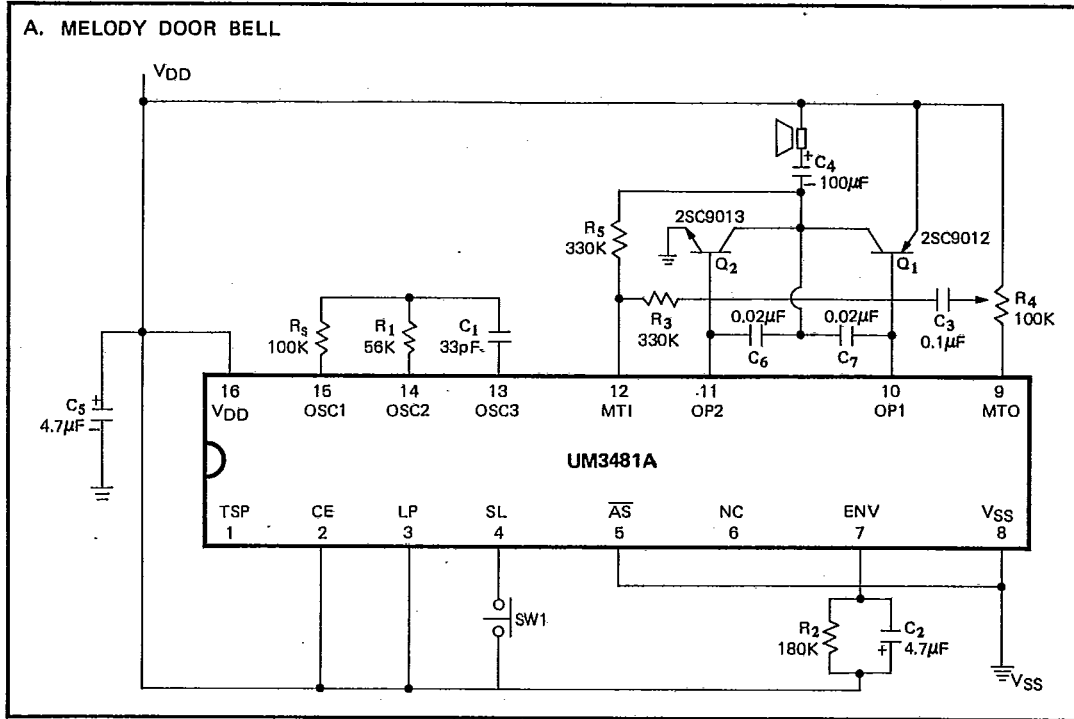 A. MELODY DOOR BELL
VDD
C4
100μF
R5
330K
2SC9013
Q2
2SC9012
Q1
R3
330K
0.02μF
C6
0.02μF
C7
C3
0.1μF
R4
100K
RS
100K
R1
56K
C1
33pF
C5
4.7μF
16
VDD
15
OSC1
14
OSC2
13
OSC3
12
MTI
11
OP2
10
OP1
9
MTO
UM3481A
TSP
1
CE
2
LP
3
SL
4
AS
5
NC
6
ENV
7
VSS
8
SW1
R2
180K
C2
4.7μF
VSS